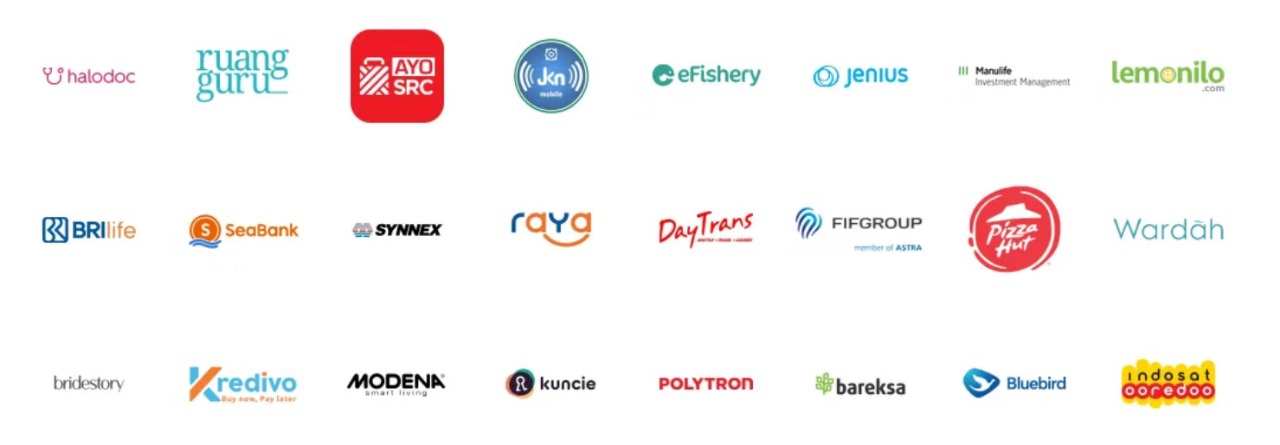 halodoc
ruang
guru
AYO
SRC
Jkn
mobile
eFishery
Jenius
Manulife
Investment Management
lemonilo
.com
BRIlife
S
SeaBank
SYNNEX
raya
DayTrans
FIFGROUP
member of ASTRA
Pizza
Hut
Wardah
bridestory
Kredivo
Buy now, Pay later
MODENA
smart living
kuncie
POLYTRON
bareksa
Bluebird
indosat
ooredoo